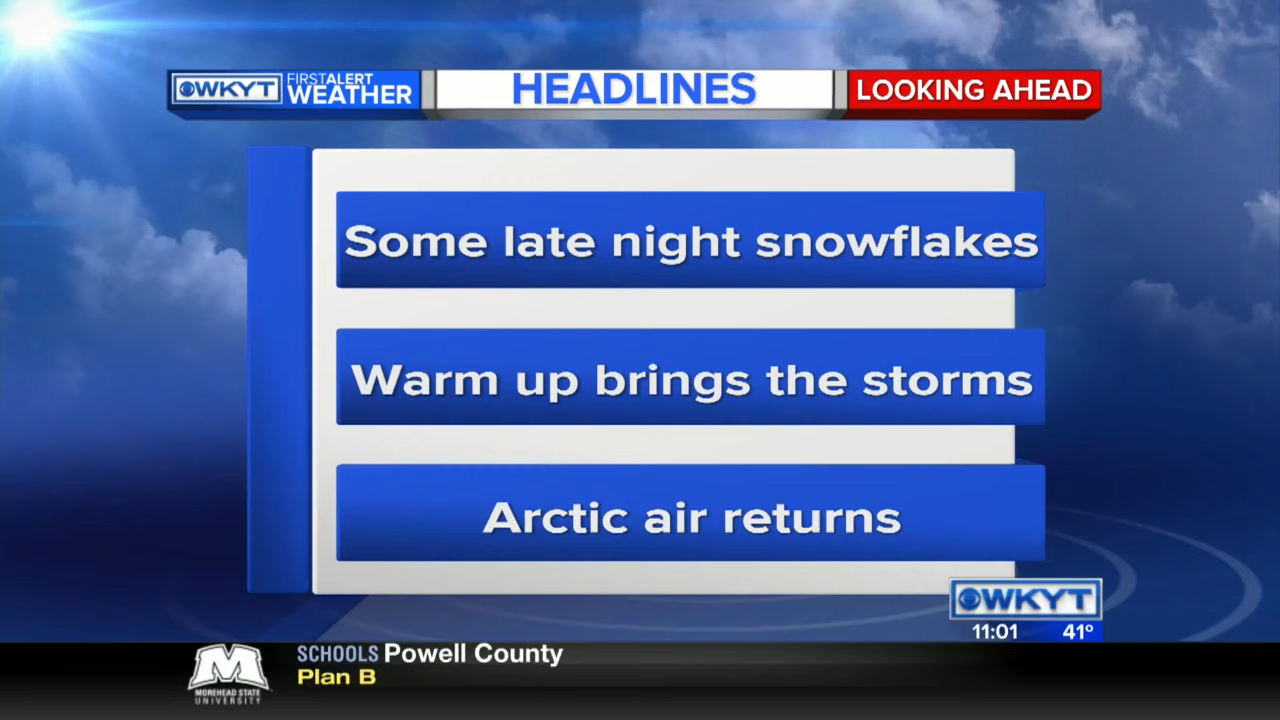 WKYT FIRST ALERT WEATHER HEADLINES LOOKING AHEAD
Some late night snowflakes
Warm up brings the storms
Arctic air returns
WKYT
11:01 41°
SCHOOLS Powell County
Plan B
M
MOREHEAD STATE
UNIVERSITY